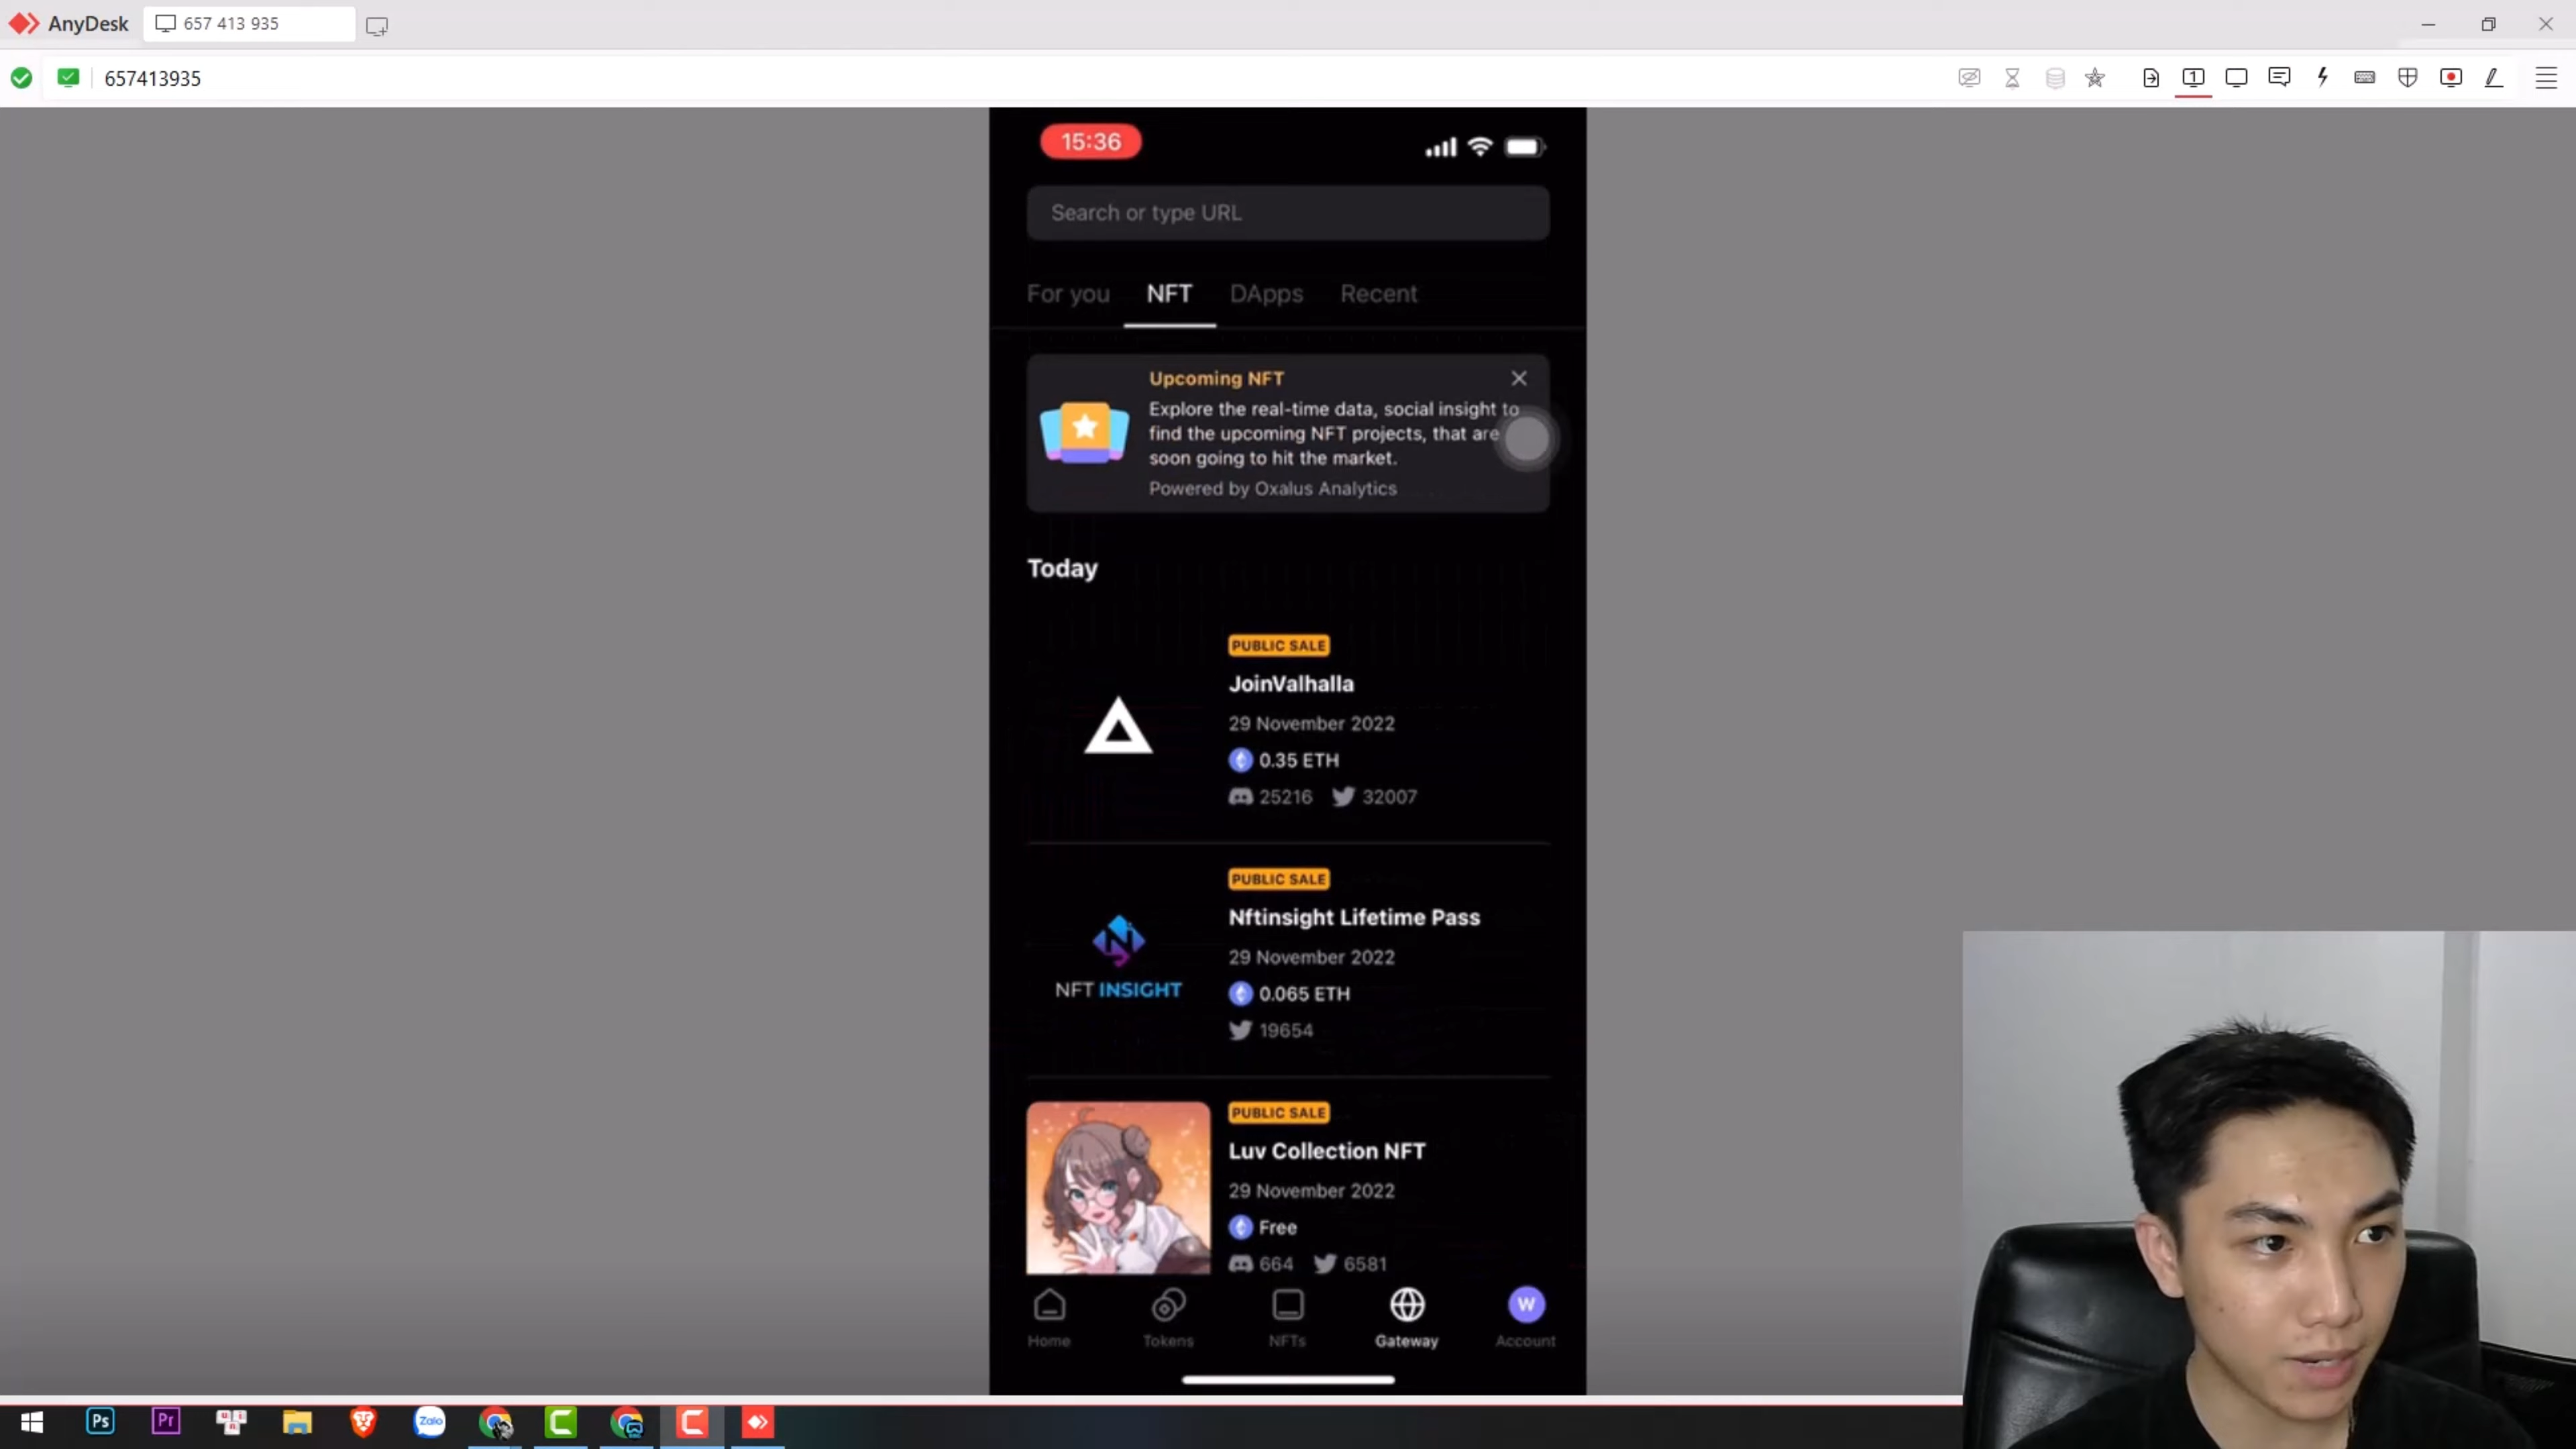 AnyDesk
657 413 935
657413935
1
15:36
Search or type URL
For you NFT DApps Recent
Upcoming NFT
Explore the real-time data, social insight to
find the upcoming NFT projects, that are
soon going to hit the market.
Powered by Oxalus Analytics
Today
PUBLIC SALE
JoinValhalla
29 November 2022
0.35 ETH
25216 32007
PUBLIC SALE
Nftinsight Lifetime Pass
29 November 2022
0.065 ETH
19654
NFT INSIGHT
PUBLIC SALE
Luv Collection NFT
29 November 2022
Free
664 6581
Home Tokens NFTs Gateway W Account
Ps Pr Zalo